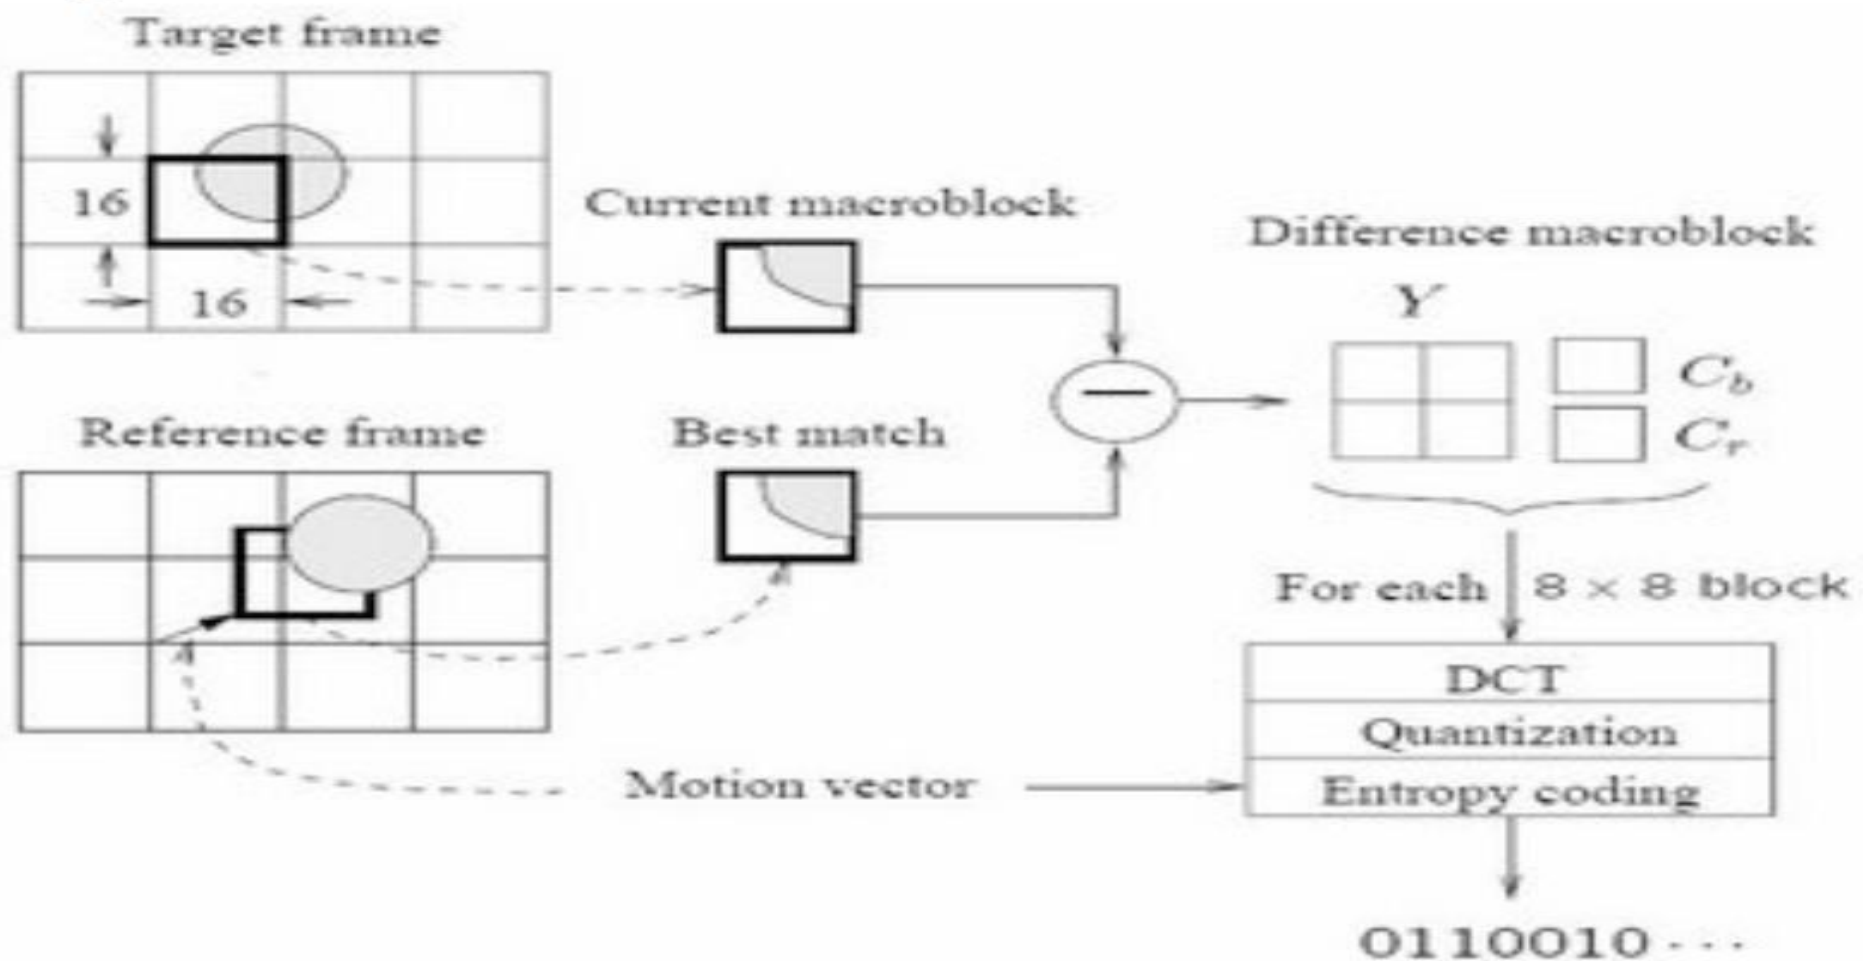 Target frame
16
16
Current macroblock
Difference macroblock
Y
Cb
Cr
Reference frame
Best match
For each 8 × 8 block
DCT
Quantization
Entropy coding
Motion vector
0110010 · · ·